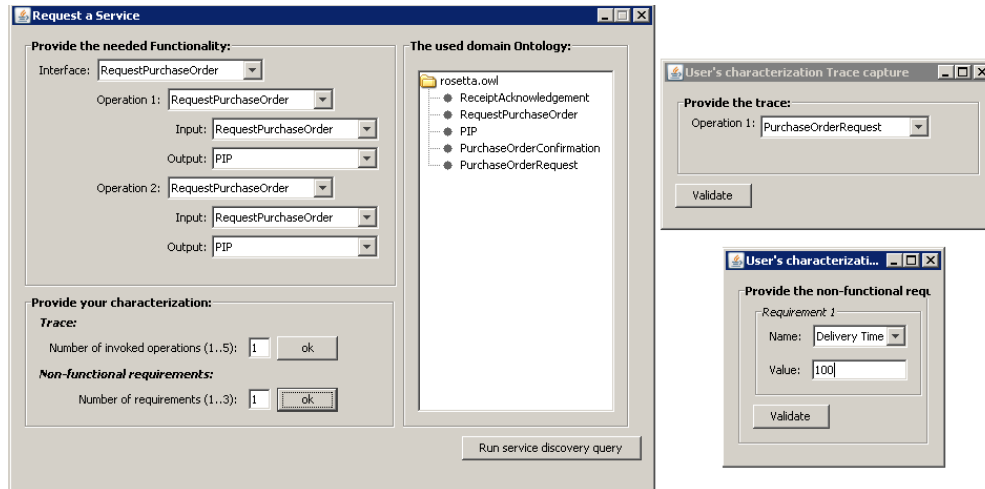 Request a Service
Provide the needed Functionality:
Interface: RequestPurchaseOrder
Operation 1: RequestPurchaseOrder
Input: RequestPurchaseOrder
Output: PIP
Operation 2: RequestPurchaseOrder
Input: RequestPurchaseOrder
Output: PIP
Provide your characterization:
Trace:
Number of invoked operations (1..5): 1 ok
Non-functional requirements:
Number of requirements (1..3): 1 ok
The used domain Ontology:
rosetta.owl
ReceiptAcknowledgement
RequestPurchaseOrder
PIP
PurchaseOrderConfirmation
PurchaseOrderRequest
Run service discovery query
User's characterization Trace capture
Provide the trace:
Operation 1: PurchaseOrderRequest
Validate
User's characterizati...
Provide the non-functional requ
Requirement 1
Name: Delivery Time
Value: 100
Validate